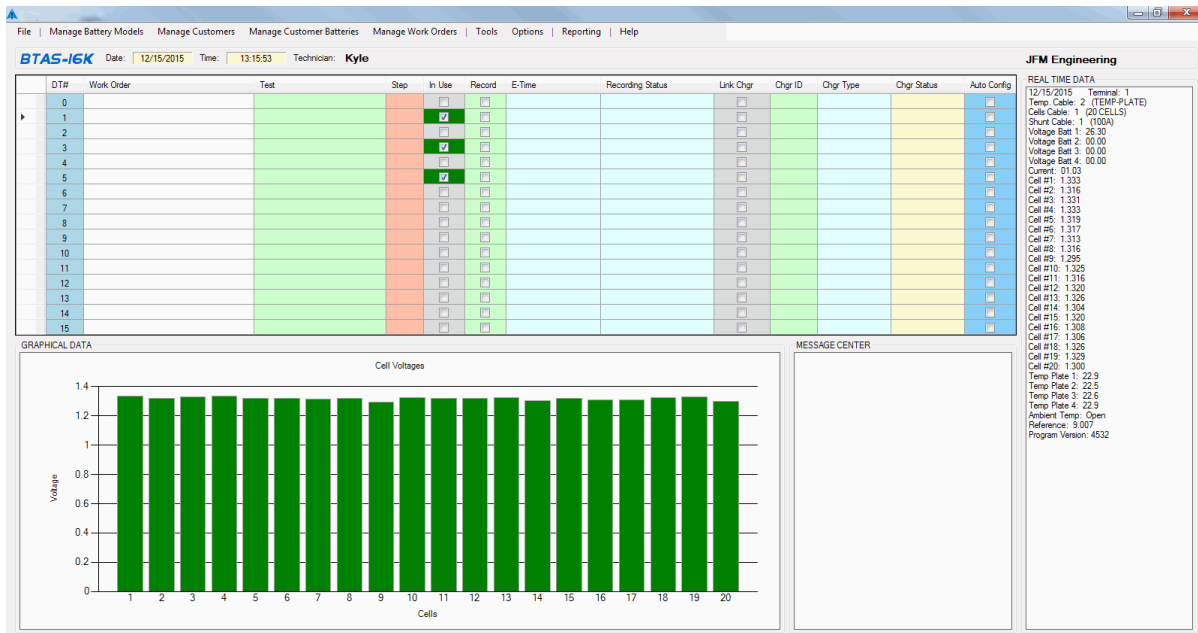 File | Manage Battery Models Manage Customers Manage Customer Batteries Manage Work Orders | Tools Options | Reporting | Help
BTAS-16K Date: 12/15/2015 Time: 13:15:53 Technician: Kyle
JFM Engineering
DT# Work Order Test Step In Use Record E-Time Recording Status Link Chgr Chgr ID Chgr Type Chgr Status Auto Config
0
1
2
3
4
5
6
7
8
9
10
11
12
13
14
15
REAL TIME DATA
12/15/2015 Terminal: 1
Temp. Cable: 2 (TEMP-PLATE)
Cells Cable: 1 (20 CELLS)
Shunt Cable: 1 (100A)
Voltage Batt 1: 26.30
Voltage Batt 2: 00.00
Voltage Batt 3: 00.00
Voltage Batt 4: 00.00
Current: 01.03
Cell #1: 1.333
Cell #2: 1.316
Cell #3: 1.331
Cell #4: 1.333
Cell #5: 1.319
Cell #6: 1.317
Cell #7: 1.313
Cell #8: 1.316
Cell #9: 1.295
Cell #10: 1.325
Cell #11: 1.316
Cell #12: 1.320
Cell #13: 1.326
Cell #14: 1.304
Cell #15: 1.320
Cell #16: 1.308
Cell #17: 1.306
Cell #18: 1.326
Cell #19: 1.329
Cell #20: 1.300
Temp Plate 1: 22.9
Temp Plate 2: 22.5
Temp Plate 3: 22.6
Temp Plate 4: 22.9
Ambient Temp: Open
Reference: 9.007
Program Version: 4532
GRAPHICAL DATA
Cell Voltages
1.4
1.2
1
0.8
0.6
0.4
0.2
0
Voltage
1 2 3 4 5 6 7 8 9 10 11 12 13 14 15 16 17 18 19 20
Cells
MESSAGE CENTER